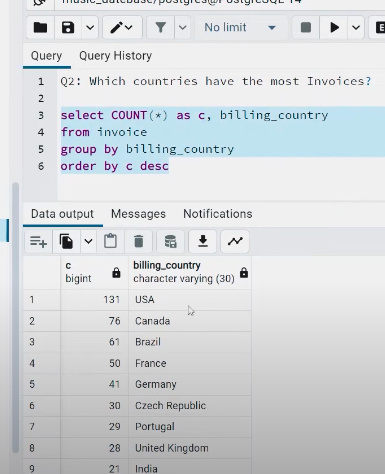 music_database/postgres@PostgreSQL 14
No limit
Query Query History
1 Q2: Which countries have the most Invoices?
2
3 select COUNT(*) as c, billing_country
4 from invoice
5 group by billing_country
6 order by c desc
Data output Messages Notifications
c billing_country
bigint character varying (30)
1 131 USA
2 76 Canada
3 61 Brazil
4 50 France
5 41 Germany
6 30 Czech Republic
7 29 Portugal
8 28 United Kingdom
9 21 India